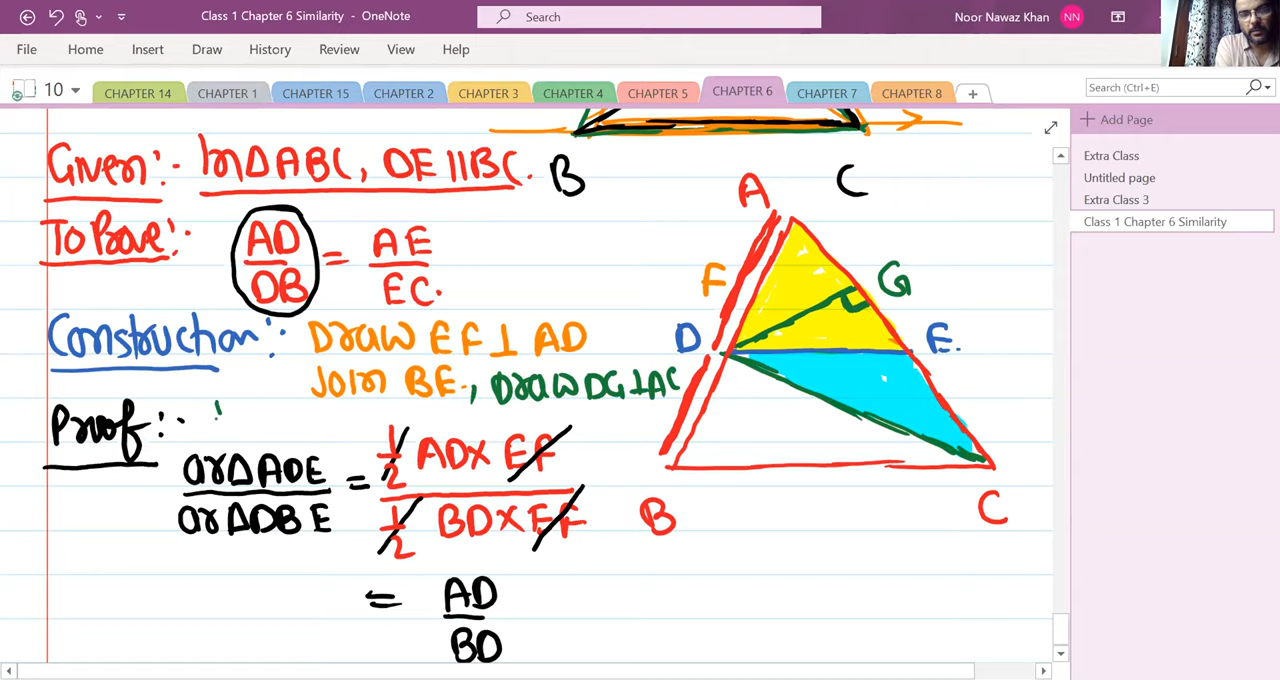 Class 1 Chapter 6 Similarity - OneNote
Search
Noor Nawaz Khan NN
File Home Insert Draw History Review View Help
10 CHAPTER 14 CHAPTER 1 CHAPTER 15 CHAPTER 2 CHAPTER 3 CHAPTER 4 CHAPTER 5 CHAPTER 6 CHAPTER 7 CHAPTER 8 +
Search (Ctrl+E)
Add Page
Extra Class
Untitled page
Extra Class 3
Class 1 Chapter 6 Similarity
Given:- In ΔABC, DE||BC.
B C
To Prove:-
AD/DB = AE/EC.
Construction:- Draw EF ⊥ AD
Join BE., Draw DG ⊥ AC
Proof:-
arΔADE/arΔDBE = 1/2 AD× EF / 1/2 BD×EF
= AD/BD
A
F G
D E.
B C